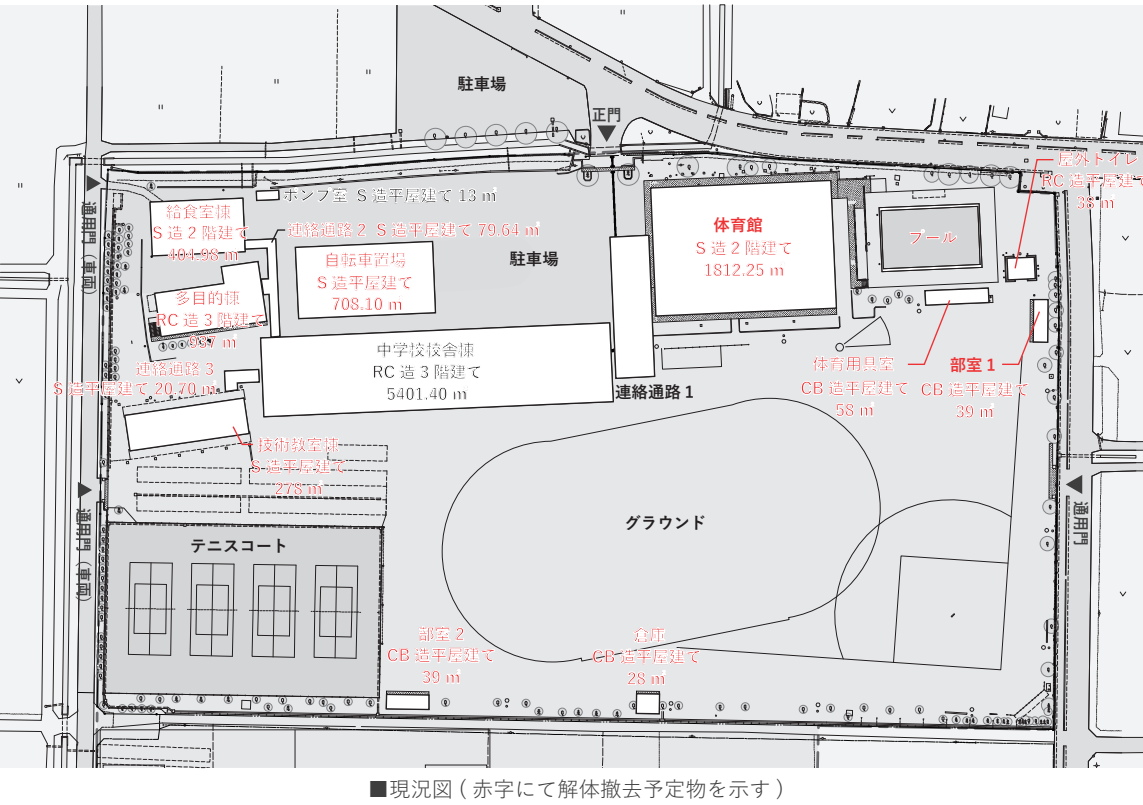 駐車場
正門
屋外トイレ
RC 造平屋建て
38 ㎡
ポンプ室 S 造平屋建て 13 ㎡
通用門（車両）
給食室棟
S 造 2 階建て
404.98 ㎡
連絡通路 2 S 造平屋建て 79.64 ㎡
自転車置場
S 造平屋建て
708.10 ㎡
駐車場
体育館
S 造 2 階建て
1812.25 ㎡
プール
多目的棟
RC 造 3 階建て
937 ㎡
連絡通路 3
S 造平屋建て 20.70 ㎡
中学校校舎棟
RC 造 3 階建て
5401.40 ㎡
連絡通路 1
体育用具室
CB 造平屋建て
58 ㎡
部室 1
CB 造平屋建て
39 ㎡
技術教室棟
S 造平屋建て
278 ㎡
グラウンド
通用門（車両）
通用門
テニスコート
部室 2
CB 造平屋建て
39 ㎡
倉庫
CB 造平屋建て
28 ㎡
■現況図 ( 赤字にて解体撤去予定物を示す )